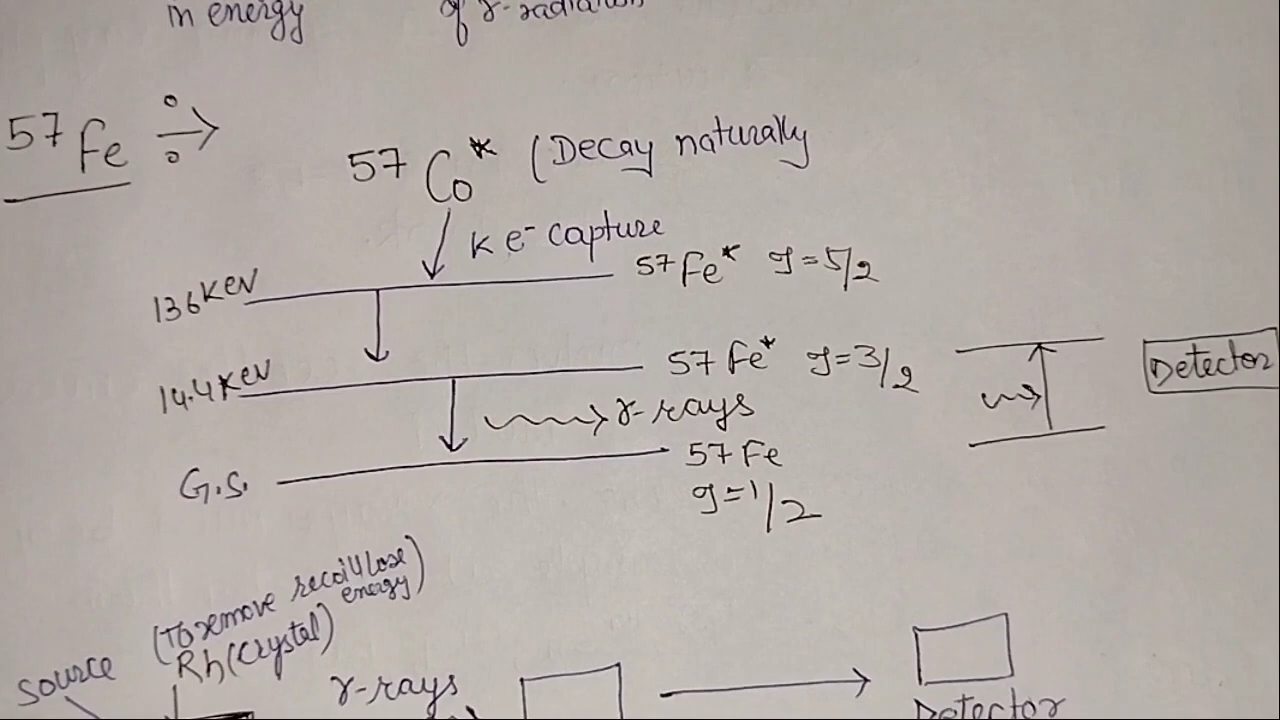 in energy of γ-radiation
57 Fe ÷→
57 Co* (Decay naturally
K e⁻ capture
136 KeV 57 Fe* J=5/2
14.4 KeV 57 Fe* J=3/2 Detector
γ-rays
G.S. 57 Fe
J=1/2
(To remove recoil/lose
energy)
Source Rh (Crystal)
γ-rays Detector